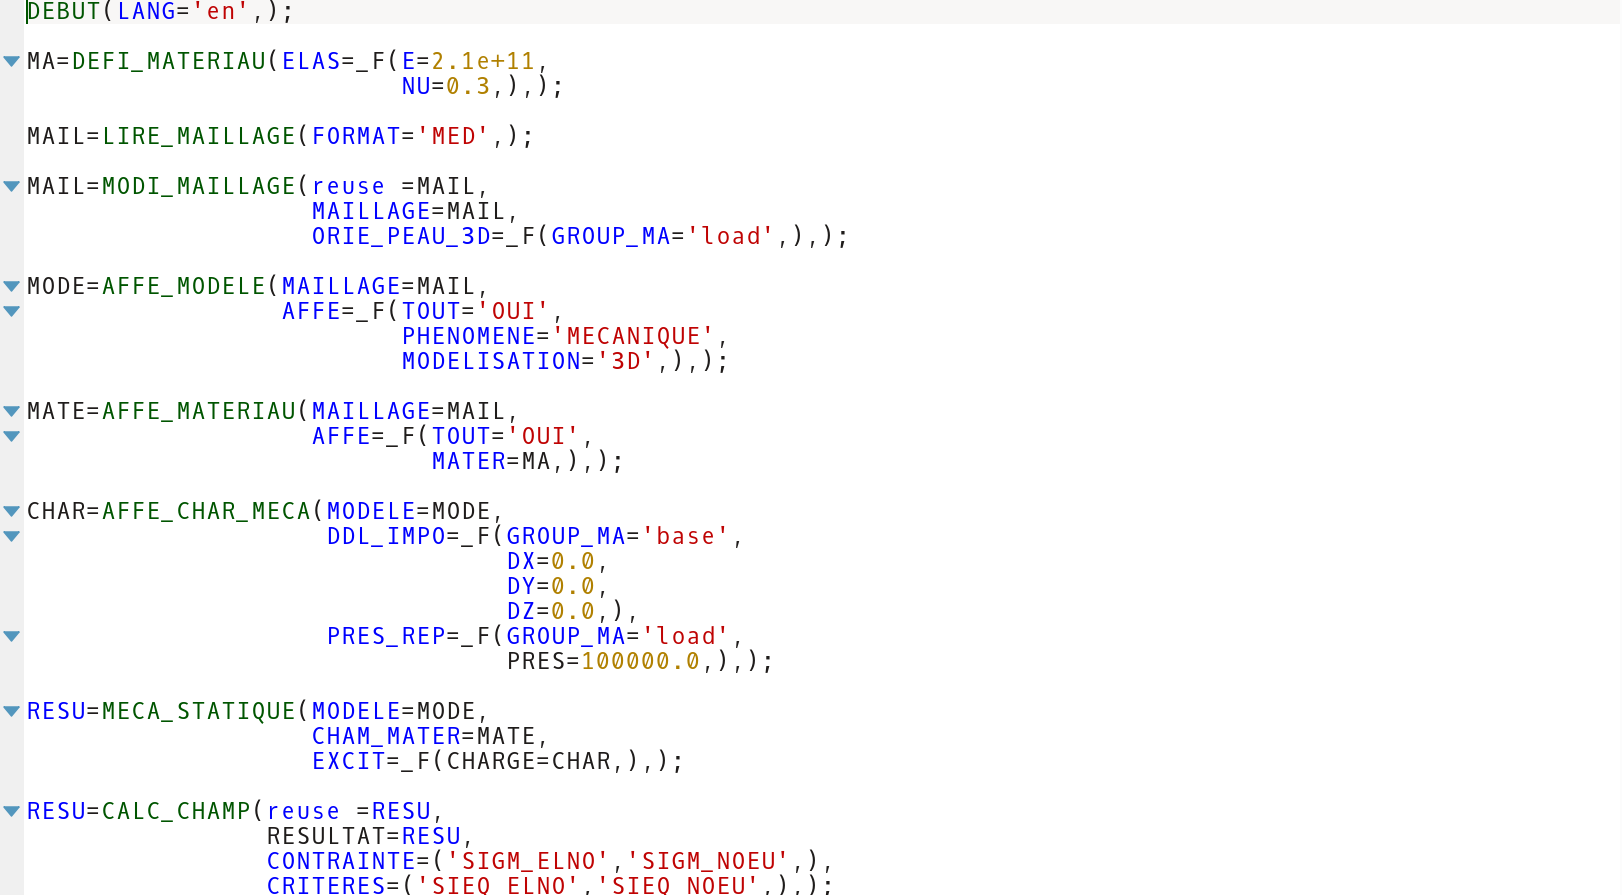 DEBUT(LANG='en',);
MA=DEFI_MATERIAU(ELAS=_F(E=2.1e+11,
NU=0.3,),);
MAIL=LIRE_MAILLAGE(FORMAT='MED',);
MAIL=MODI_MAILLAGE(reuse =MAIL,
MAILLAGE=MAIL,
ORIE_PEAU_3D=_F(GROUP_MA='load',),);
MODE=AFFE_MODELE(MAILLAGE=MAIL,
AFFE=_F(TOUT='OUI',
PHENOMENE='MECANIQUE',
MODELISATION='3D',),);
MATE=AFFE_MATERIAU(MAILLAGE=MAIL,
AFFE=_F(TOUT='OUI',
MATER=MA,),);
CHAR=AFFE_CHAR_MECA(MODELE=MODE,
DDL_IMPO=_F(GROUP_MA='base',
DX=0.0,
DY=0.0,
DZ=0.0,),
PRES_REP=_F(GROUP_MA='load',
PRES=100000.0,),);
RESU=MECA_STATIQUE(MODELE=MODE,
CHAM_MATER=MATE,
EXCIT=_F(CHARGE=CHAR,),);
RESU=CALC_CHAMP(reuse =RESU,
RESULTAT=RESU,
CONTRAINTE=('SIGM_ELNO','SIGM_NOEU',),
CRITERES=('SIEQ_ELNO','SIEQ_NOEU',),);